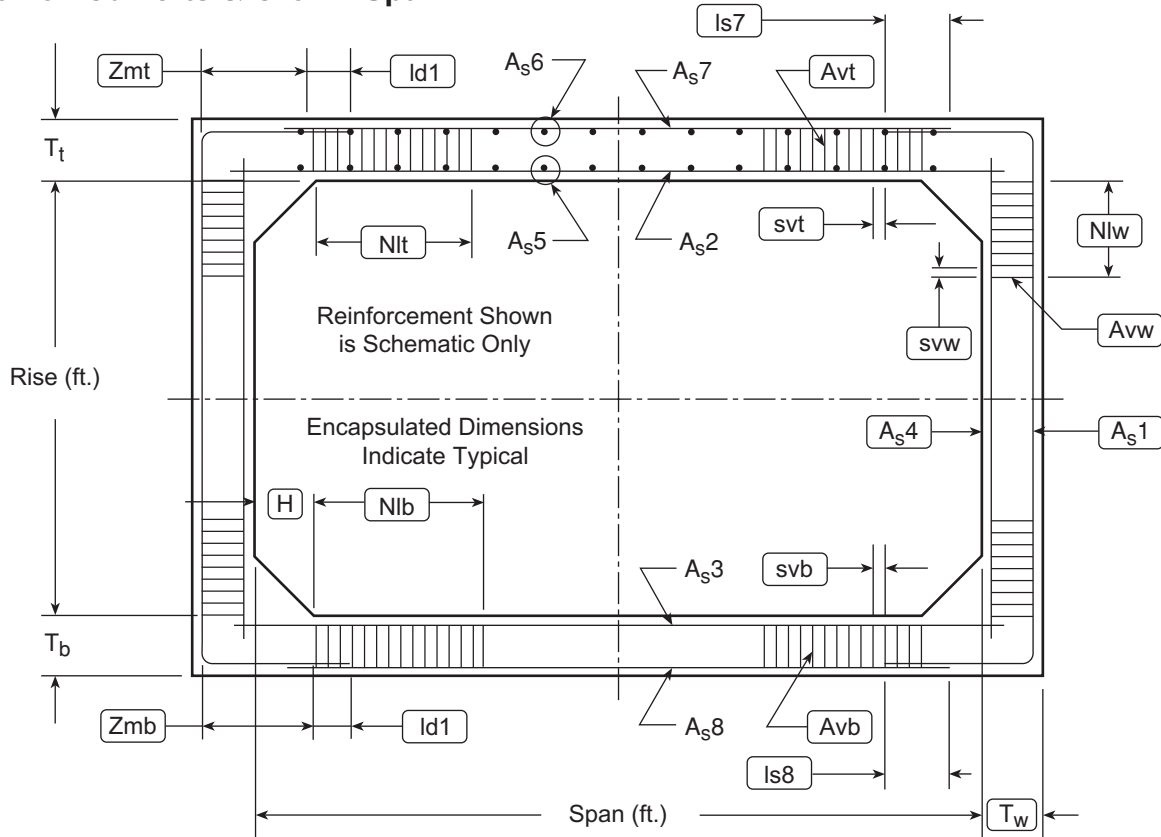 ls7
Zmt
ld1
As6
As7
Avt
Tt
Nlt
As5
As2
svt
Nlw
Reinforcement Shown
is Schematic Only
svw
Avw
Rise (ft.)
Encapsulated Dimensions
Indicate Typical
As4
As1
H
Nlb
As3
svb
Tb
Zmb
ld1
As8
Avb
ls8
Span (ft.)
Tw